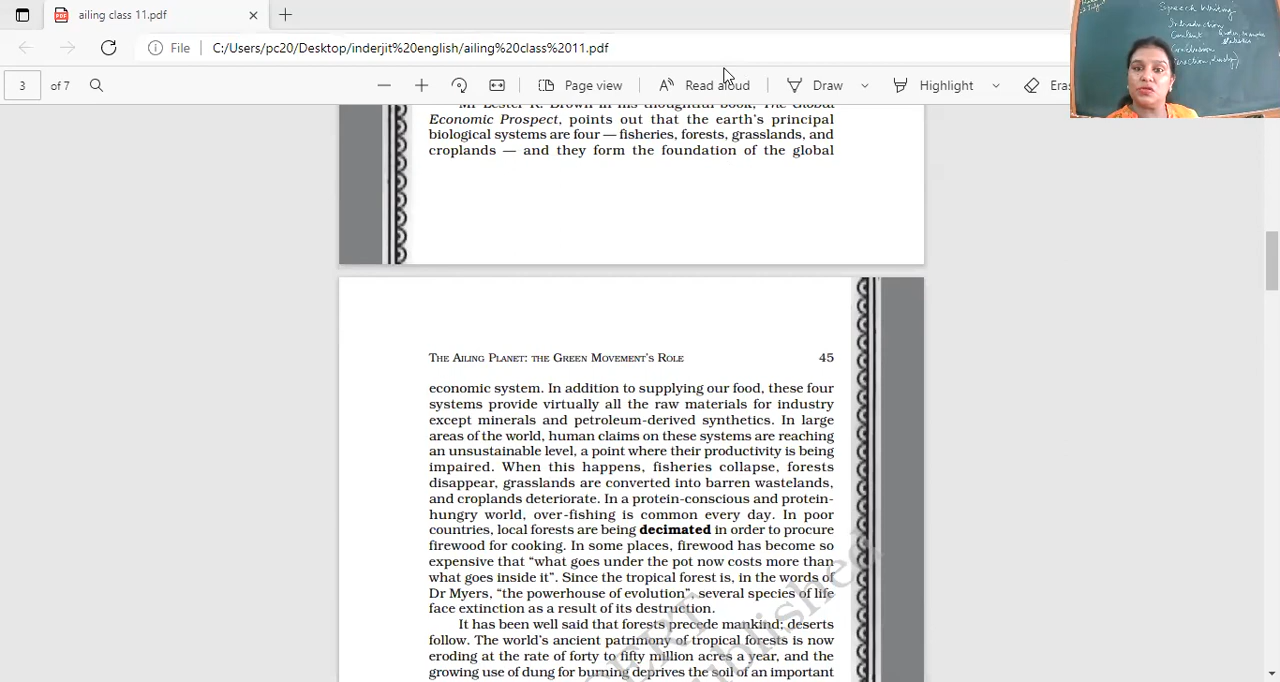 ailing class 11.pdf
File
C:/Users/pc20/Desktop/inderjit%20english/ailing%20class%2011.pdf
3 of 7
Page view
Read aloud
Draw
Highlight
Eras
Speech Writing
Introduction
Content
Conclusion
Mr Lester R. Brown in his thoughtful book, The Global
Economic Prospect, points out that the earth's principal
biological systems are four — fisheries, forests, grasslands, and
croplands — and they form the foundation of the global
THE AILING PLANET: THE GREEN MOVEMENT'S ROLE 45
economic system. In addition to supplying our food, these four
systems provide virtually all the raw materials for industry
except minerals and petroleum-derived synthetics. In large
areas of the world, human claims on these systems are reaching
an unsustainable level, a point where their productivity is being
impaired. When this happens, fisheries collapse, forests
disappear, grasslands are converted into barren wastelands,
and croplands deteriorate. In a protein-conscious and protein-
hungry world, over-fishing is common every day. In poor
countries, local forests are being decimated in order to procure
firewood for cooking. In some places, firewood has become so
expensive that “what goes under the pot now costs more than
what goes inside it”. Since the tropical forest is, in the words of
Dr Myers, “the powerhouse of evolution”, several species of life
face extinction as a result of its destruction.
It has been well said that forests precede mankind; deserts
follow. The world's ancient patrimony of tropical forests is now
eroding at the rate of forty to fifty million acres a year, and the
growing use of dung for burning deprives the soil of an important
NCERT
published